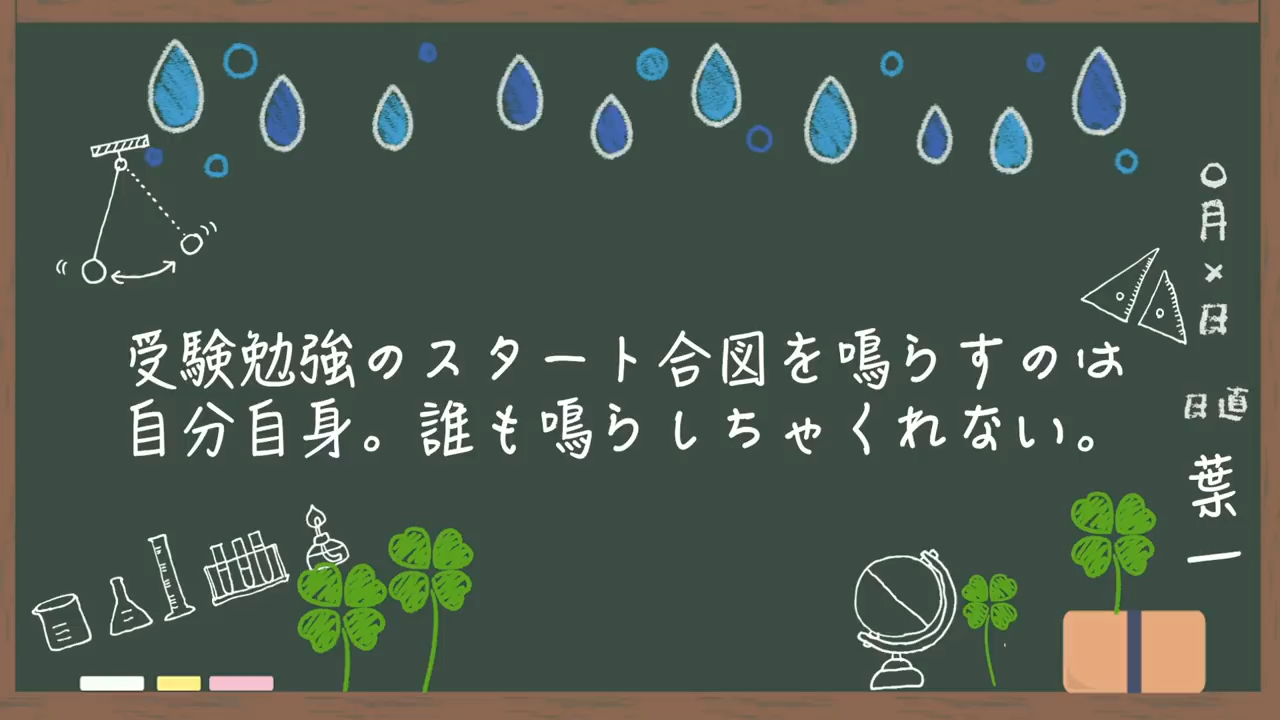 受験勉強のスタート合図を鳴らすのは
自分自身。誰も鳴らしちゃくれない。
〇月×日
日直
葉一